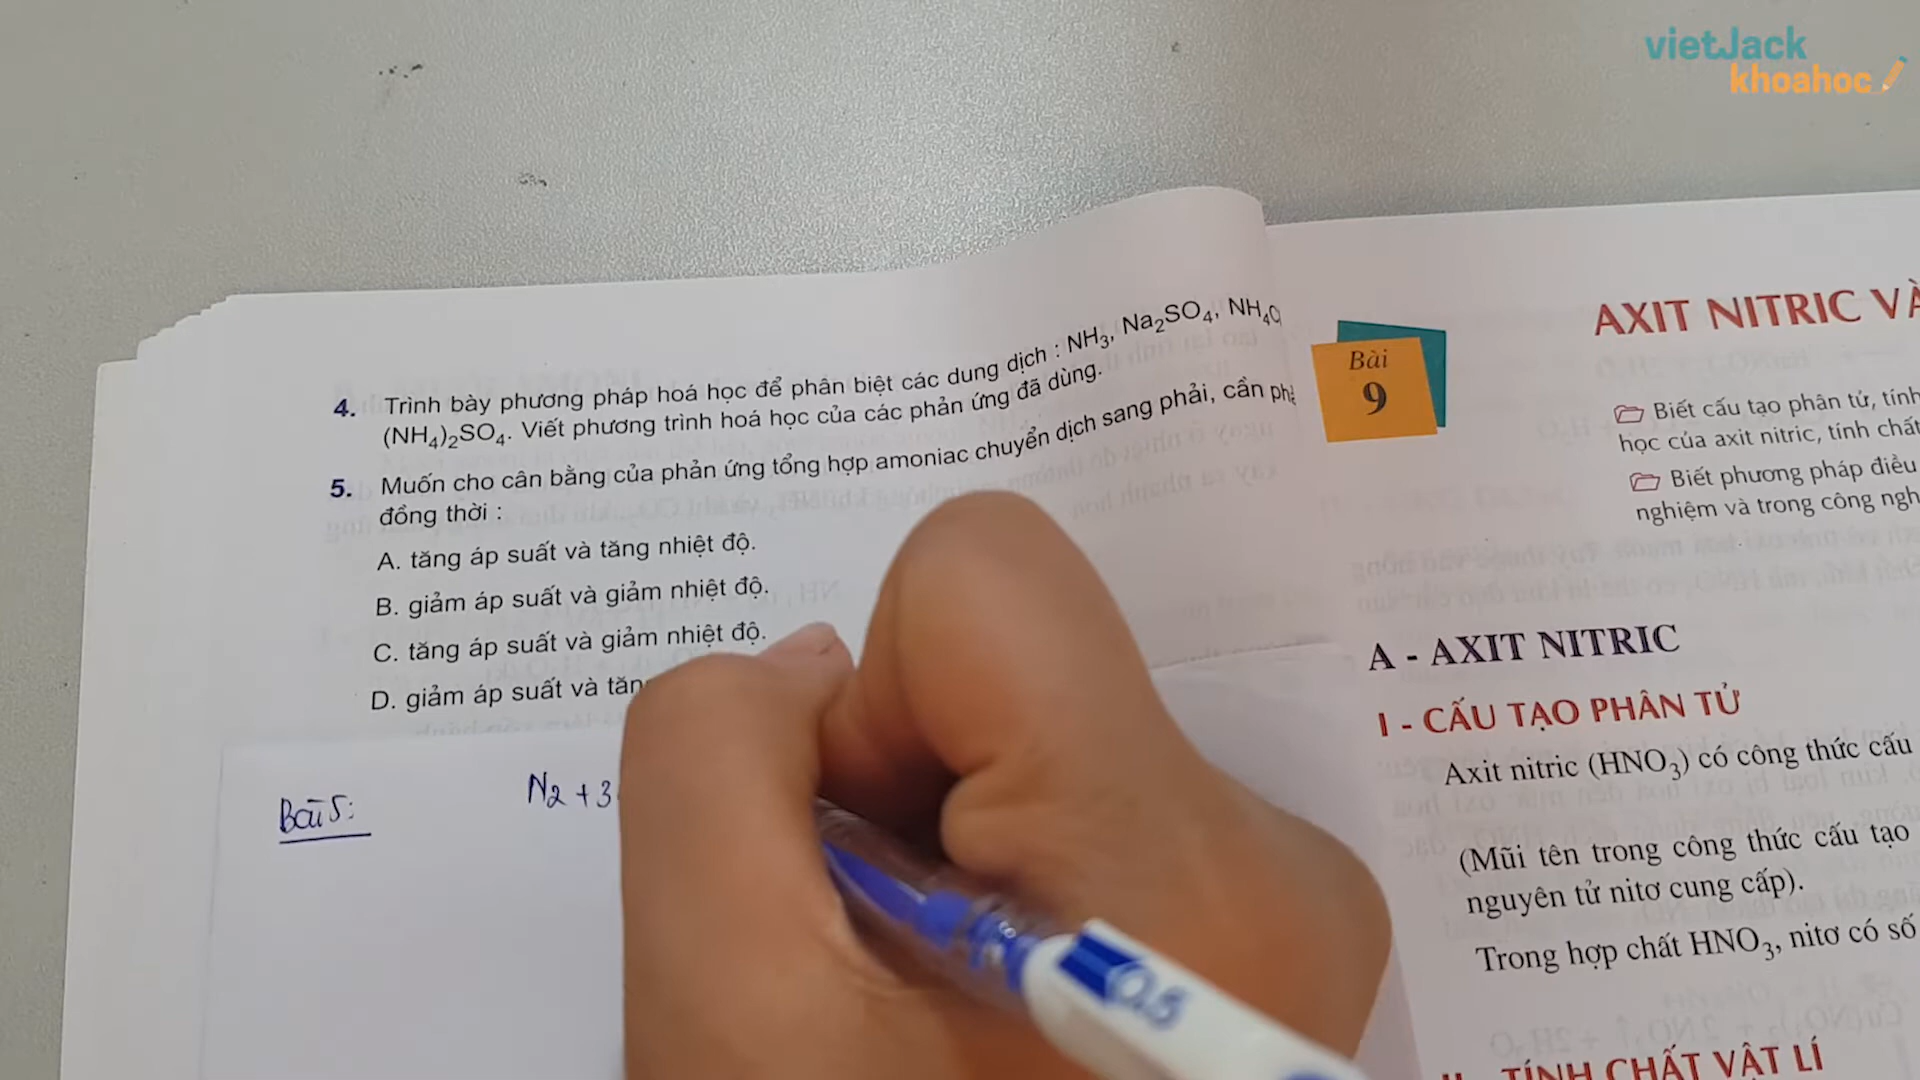 vietJack
khoahoc
4. Trình bày phương pháp hoá học để phân biệt các dung dịch : NH₃, Na₂SO₄,
(NH₄)₂SO₄. Viết phương trình hoá học của các phản ứng đã dùng.
5. Muốn cho cân bằng của phản ứng tổng hợp amoniac chuyển dịch sang phải, cần
đồng thời :
A. tăng áp suất và tăng nhiệt độ.
B. giảm áp suất và giảm nhiệt độ.
C. tăng áp suất và giảm nhiệt độ.
D. giảm áp suất và
Bài 5:
N₂ + 3
0.5
Bài
9
AXIT NITRIC VÀ
Biết cấu tạo phân tử, tính
học của axit nitric, tính chất
Biết phương pháp điều
nghiệm và trong công
A - AXIT NITRIC
I - CẤU TẠO PHÂN TỬ
Axit nitric (HNO₃) có công thức cấu
(Mũi tên trong công thức cấu tạo
nguyên tử nitơ cung cấp).
Trong hợp chất HNO₃, nitơ có số
TÍNH CHẤT VẬT LÍ